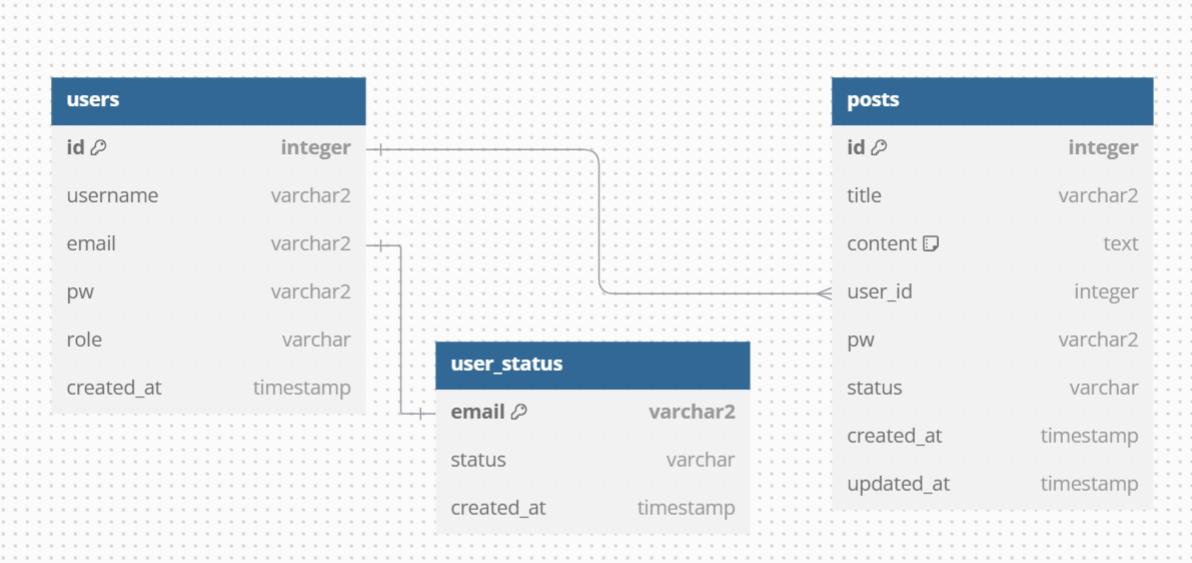 users
id integer
username varchar2
email varchar2
pw varchar2
role varchar
created_at timestamp
user_status
email varchar2
status varchar
created_at timestamp
posts
id integer
title varchar2
content text
user_id integer
pw varchar2
status varchar
created_at timestamp
updated_at timestamp